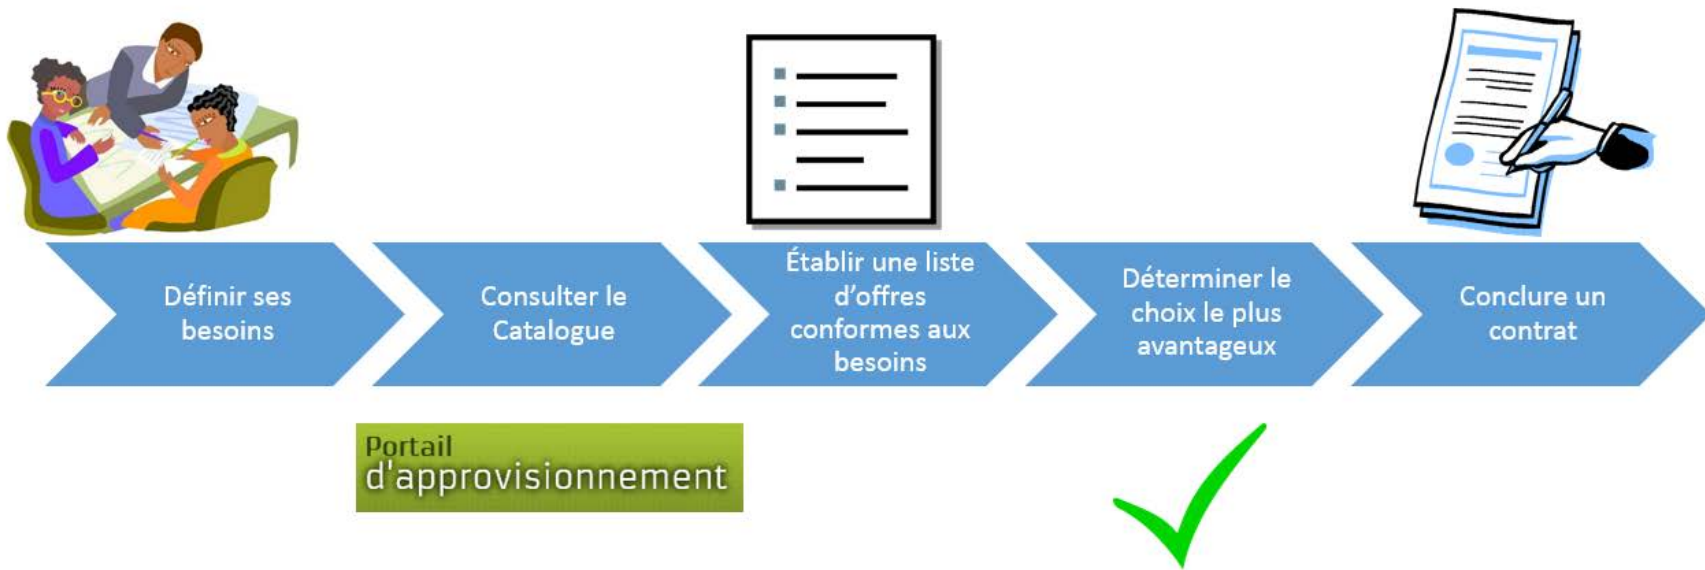 Définir ses
besoins
Consulter le
Catalogue
Établir une liste
d'offres
conformes aux
besoins
Déterminer le
choix le plus
avantageux
Conclure un
contrat
Portail
d'approvisionnement